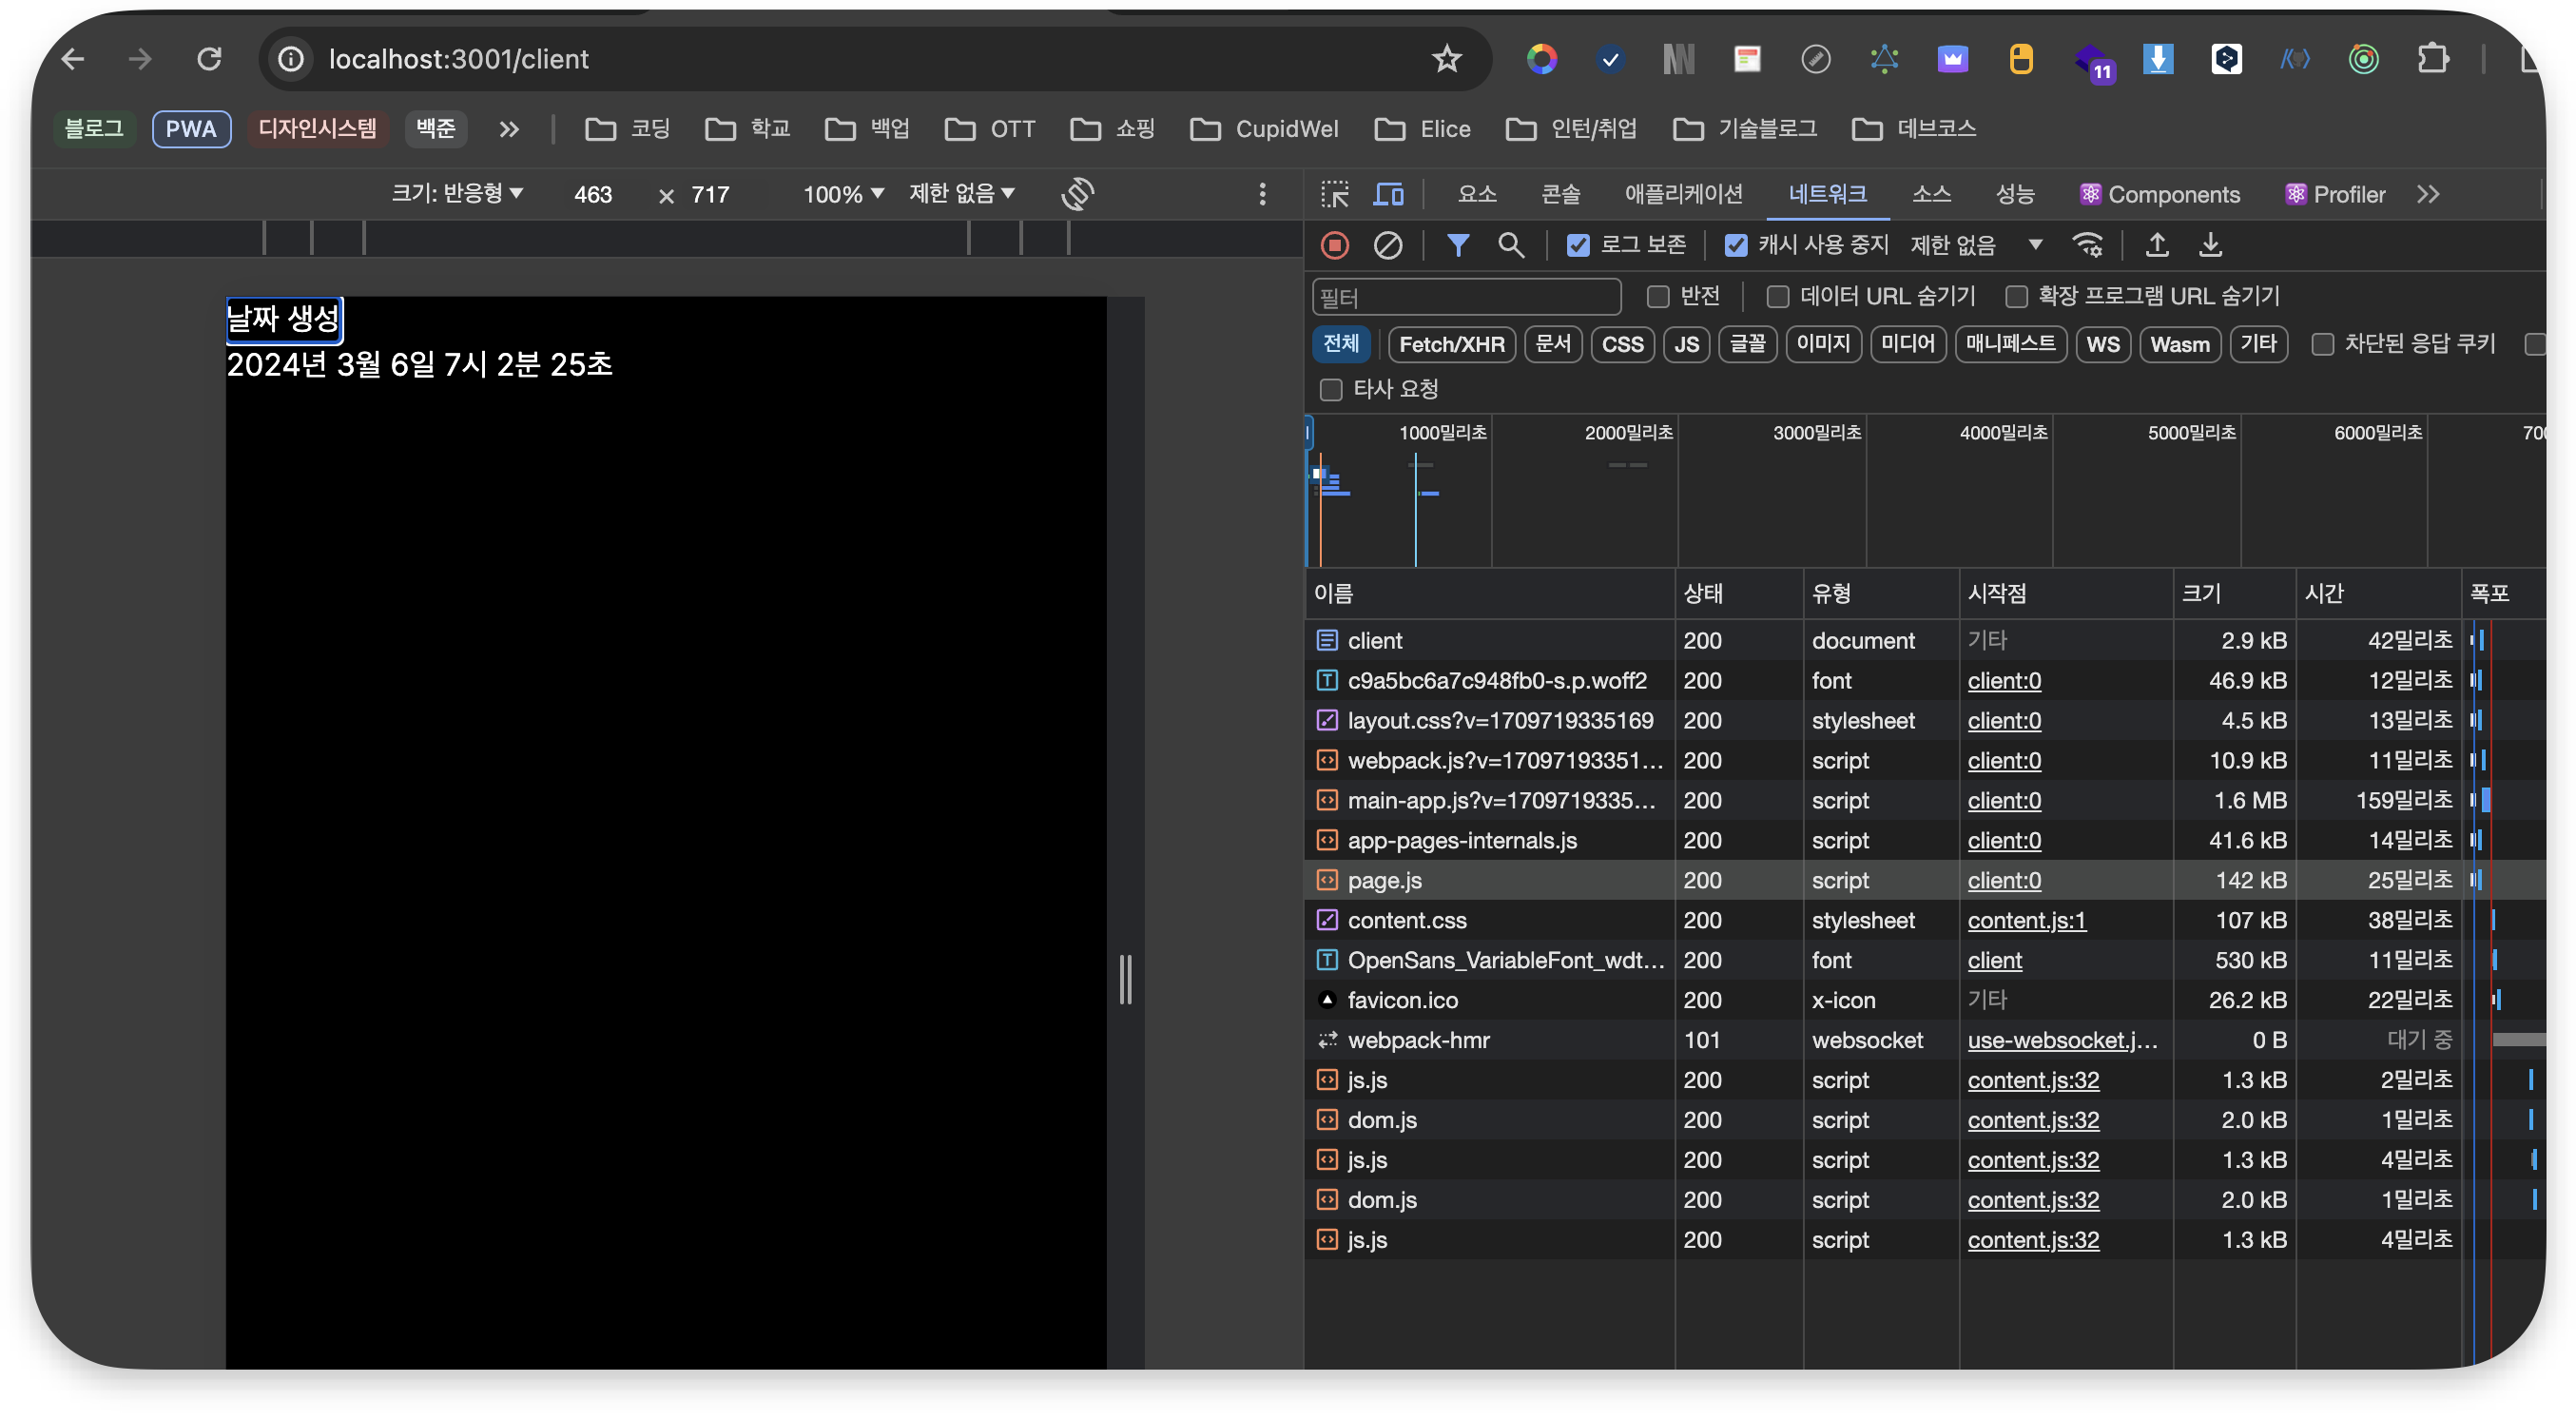 localhost:3001/client
11
블로그 PWA 디자인시스템 백준 코딩 학교 백업 OTT 쇼핑 CupidWel Elice 인턴/취업 기술블로그 데브코스
크기: 반응형 463 × 717 100% 제한 없음
날짜 생성
2024년 3월 6일 7시 2분 25초
요소 콘솔 애플리케이션 네트워크 소스 성능 Components Profiler
로그 보존 캐시 사용 중지 제한 없음
필터 반전 데이터 URL 숨기기 확장 프로그램 URL 숨기기
전체 Fetch/XHR 문서 CSS JS 글꼴 이미지 미디어 매니페스트 WS Wasm 기타 차단된 응답 쿠키
타사 요청
1000밀리초 2000밀리초 3000밀리초 4000밀리초 5000밀리초 6000밀리초 700
이름 상태 유형 시작점 크기 시간 폭포
client 200 document 기타 2.9 kB 42밀리초
c9a5bc6a7c948fb0-s.p.woff2 200 font client:0 46.9 kB 12밀리초
layout.css?v=1709719335169 200 stylesheet client:0 4.5 kB 13밀리초
webpack.js?v=17097193351... 200 script client:0 10.9 kB 11밀리초
main-app.js?v=1709719335... 200 script client:0 1.6 MB 159밀리초
app-pages-internals.js 200 script client:0 41.6 kB 14밀리초
page.js 200 script client:0 142 kB 25밀리초
content.css 200 stylesheet content.js:1 107 kB 38밀리초
OpenSans_VariableFont_wdt... 200 font client 530 kB 11밀리초
favicon.ico 200 x-icon 기타 26.2 kB 22밀리초
webpack-hmr 101 websocket use-websocket.j... 0 B 대기 중
js.js 200 script content.js:32 1.3 kB 2밀리초
dom.js 200 script content.js:32 2.0 kB 1밀리초
js.js 200 script content.js:32 1.3 kB 4밀리초
dom.js 200 script content.js:32 2.0 kB 1밀리초
js.js 200 script content.js:32 1.3 kB 4밀리초